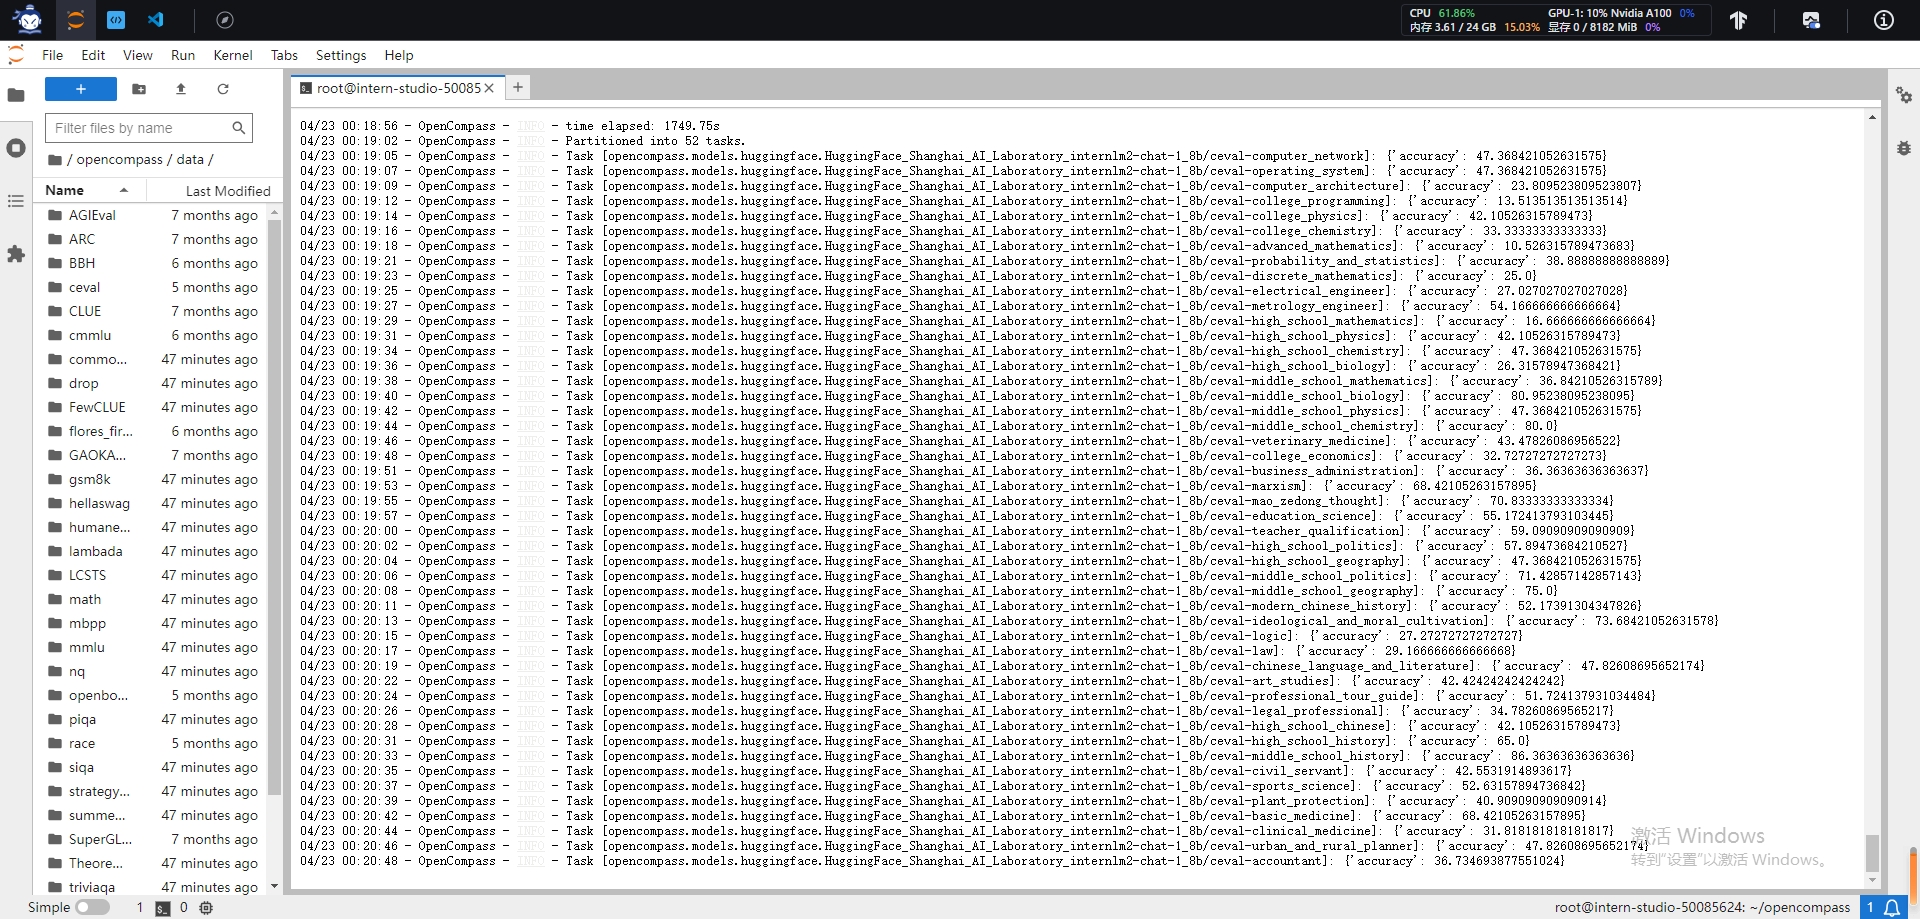 CPU 61.86%
GPU-1: 10% Nvidia A100 0%
内存 3.61 / 24 GB 15.03%
显存 0 / 8182 MiB 0%
File Edit View Run Kernel Tabs Settings Help
root@intern-studio-50085
Filter files by name
/ opencompass / data /
Name Last Modified
AGIEval 7 months ago
ARC 7 months ago
BBH 6 months ago
ceval 5 months ago
CLUE 7 months ago
cmmlu 6 months ago
commo... 47 minutes ago
drop 47 minutes ago
FewCLUE 47 minutes ago
flores_fir... 6 months ago
GAOKA... 7 months ago
gsm8k 47 minutes ago
hellaswag 47 minutes ago
humane... 47 minutes ago
lambada 47 minutes ago
LCSTS 47 minutes ago
math 47 minutes ago
mbpp 47 minutes ago
mmlu 47 minutes ago
nq 47 minutes ago
openbo... 5 months ago
piqa 47 minutes ago
race 5 months ago
siqa 47 minutes ago
strategy... 47 minutes ago
summe... 47 minutes ago
SuperGL... 7 months ago
Theore... 47 minutes ago
triviaqa 47 minutes ago
04/23 00:18:56 - OpenCompass - INFO - time elapsed: 1749.75s
04/23 00:19:02 - OpenCompass - INFO - Partitioned into 52 tasks.
04/23 00:19:05 - OpenCompass - INFO - Task [opencompass.models.huggingface.HuggingFace_Shanghai_AI_Laboratory_internlm2-chat-1_8b/ceval-computer_network]: {'accuracy': 47.368421052631575}
04/23 00:19:07 - OpenCompass - INFO - Task [opencompass.models.huggingface.HuggingFace_Shanghai_AI_Laboratory_internlm2-chat-1_8b/ceval-operating_system]: {'accuracy': 47.368421052631575}
04/23 00:19:09 - OpenCompass - INFO - Task [opencompass.models.huggingface.HuggingFace_Shanghai_AI_Laboratory_internlm2-chat-1_8b/ceval-computer_architecture]: {'accuracy': 23.809523809523807}
04/23 00:19:12 - OpenCompass - INFO - Task [opencompass.models.huggingface.HuggingFace_Shanghai_AI_Laboratory_internlm2-chat-1_8b/ceval-college_programming]: {'accuracy': 13.513513513513514}
04/23 00:19:14 - OpenCompass - INFO - Task [opencompass.models.huggingface.HuggingFace_Shanghai_AI_Laboratory_internlm2-chat-1_8b/ceval-college_physics]: {'accuracy': 42.10526315789473}
04/23 00:19:16 - OpenCompass - INFO - Task [opencompass.models.huggingface.HuggingFace_Shanghai_AI_Laboratory_internlm2-chat-1_8b/ceval-college_chemistry]: {'accuracy': 33.33333333333333}
04/23 00:19:18 - OpenCompass - INFO - Task [opencompass.models.huggingface.HuggingFace_Shanghai_AI_Laboratory_internlm2-chat-1_8b/ceval-advanced_mathematics]: {'accuracy': 10.526315789473683}
04/23 00:19:21 - OpenCompass - INFO - Task [opencompass.models.huggingface.HuggingFace_Shanghai_AI_Laboratory_internlm2-chat-1_8b/ceval-probability_and_statistics]: {'accuracy': 38.88888888888889}
04/23 00:19:23 - OpenCompass - INFO - Task [opencompass.models.huggingface.HuggingFace_Shanghai_AI_Laboratory_internlm2-chat-1_8b/ceval-discrete_mathematics]: {'accuracy': 25.0}
04/23 00:19:25 - OpenCompass - INFO - Task [opencompass.models.huggingface.HuggingFace_Shanghai_AI_Laboratory_internlm2-chat-1_8b/ceval-electrical_engineer]: {'accuracy': 27.027027027027028}
04/23 00:19:27 - OpenCompass - INFO - Task [opencompass.models.huggingface.HuggingFace_Shanghai_AI_Laboratory_internlm2-chat-1_8b/ceval-metrology_engineer]: {'accuracy': 54.166666666666664}
04/23 00:19:29 - OpenCompass - INFO - Task [opencompass.models.huggingface.HuggingFace_Shanghai_AI_Laboratory_internlm2-chat-1_8b/ceval-high_school_mathematics]: {'accuracy': 16.666666666666664}
04/23 00:19:31 - OpenCompass - INFO - Task [opencompass.models.huggingface.HuggingFace_Shanghai_AI_Laboratory_internlm2-chat-1_8b/ceval-high_school_physics]: {'accuracy': 42.10526315789473}
04/23 00:19:34 - OpenCompass - INFO - Task [opencompass.models.huggingface.HuggingFace_Shanghai_AI_Laboratory_internlm2-chat-1_8b/ceval-high_school_chemistry]: {'accuracy': 47.368421052631575}
04/23 00:19:36 - OpenCompass - INFO - Task [opencompass.models.huggingface.HuggingFace_Shanghai_AI_Laboratory_internlm2-chat-1_8b/ceval-high_school_biology]: {'accuracy': 26.31578947368421}
04/23 00:19:38 - OpenCompass - INFO - Task [opencompass.models.huggingface.HuggingFace_Shanghai_AI_Laboratory_internlm2-chat-1_8b/ceval-middle_school_mathematics]: {'accuracy': 36.84210526315789}
04/23 00:19:40 - OpenCompass - INFO - Task [opencompass.models.huggingface.HuggingFace_Shanghai_AI_Laboratory_internlm2-chat-1_8b/ceval-middle_school_biology]: {'accuracy': 80.95238095238095}
04/23 00:19:42 - OpenCompass - INFO - Task [opencompass.models.huggingface.HuggingFace_Shanghai_AI_Laboratory_internlm2-chat-1_8b/ceval-middle_school_physics]: {'accuracy': 47.368421052631575}
04/23 00:19:44 - OpenCompass - INFO - Task [opencompass.models.huggingface.HuggingFace_Shanghai_AI_Laboratory_internlm2-chat-1_8b/ceval-middle_school_chemistry]: {'accuracy': 80.0}
04/23 00:19:46 - OpenCompass - INFO - Task [opencompass.models.huggingface.HuggingFace_Shanghai_AI_Laboratory_internlm2-chat-1_8b/ceval-veterinary_medicine]: {'accuracy': 43.47826086956522}
04/23 00:19:48 - OpenCompass - INFO - Task [opencompass.models.huggingface.HuggingFace_Shanghai_AI_Laboratory_internlm2-chat-1_8b/ceval-college_economics]: {'accuracy': 32.72727272727273}
04/23 00:19:51 - OpenCompass - INFO - Task [opencompass.models.huggingface.HuggingFace_Shanghai_AI_Laboratory_internlm2-chat-1_8b/ceval-business_administration]: {'accuracy': 36.36363636363637}
04/23 00:19:53 - OpenCompass - INFO - Task [opencompass.models.huggingface.HuggingFace_Shanghai_AI_Laboratory_internlm2-chat-1_8b/ceval-marxism]: {'accuracy': 68.42105263157895}
04/23 00:19:55 - OpenCompass - INFO - Task [opencompass.models.huggingface.HuggingFace_Shanghai_AI_Laboratory_internlm2-chat-1_8b/ceval-mao_zedong_thought]: {'accuracy': 70.83333333333334}
04/23 00:19:57 - OpenCompass - INFO - Task [opencompass.models.huggingface.HuggingFace_Shanghai_AI_Laboratory_internlm2-chat-1_8b/ceval-education_science]: {'accuracy': 55.172413793103445}
04/23 00:20:00 - OpenCompass - INFO - Task [opencompass.models.huggingface.HuggingFace_Shanghai_AI_Laboratory_internlm2-chat-1_8b/ceval-teacher_qualification]: {'accuracy': 59.09090909090909}
04/23 00:20:02 - OpenCompass - INFO - Task [opencompass.models.huggingface.HuggingFace_Shanghai_AI_Laboratory_internlm2-chat-1_8b/ceval-high_school_politics]: {'accuracy': 57.89473684210527}
04/23 00:20:04 - OpenCompass - INFO - Task [opencompass.models.huggingface.HuggingFace_Shanghai_AI_Laboratory_internlm2-chat-1_8b/ceval-high_school_geography]: {'accuracy': 47.368421052631575}
04/23 00:20:06 - OpenCompass - INFO - Task [opencompass.models.huggingface.HuggingFace_Shanghai_AI_Laboratory_internlm2-chat-1_8b/ceval-middle_school_politics]: {'accuracy': 71.42857142857143}
04/23 00:20:08 - OpenCompass - INFO - Task [opencompass.models.huggingface.HuggingFace_Shanghai_AI_Laboratory_internlm2-chat-1_8b/ceval-middle_school_geography]: {'accuracy': 75.0}
04/23 00:20:11 - OpenCompass - INFO - Task [opencompass.models.huggingface.HuggingFace_Shanghai_AI_Laboratory_internlm2-chat-1_8b/ceval-modern_chinese_history]: {'accuracy': 52.17391304347826}
04/23 00:20:13 - OpenCompass - INFO - Task [opencompass.models.huggingface.HuggingFace_Shanghai_AI_Laboratory_internlm2-chat-1_8b/ceval-ideological_and_moral_cultivation]: {'accuracy': 73.68421052631578}
04/23 00:20:15 - OpenCompass - INFO - Task [opencompass.models.huggingface.HuggingFace_Shanghai_AI_Laboratory_internlm2-chat-1_8b/ceval-logic]: {'accuracy': 27.27272727272727}
04/23 00:20:17 - OpenCompass - INFO - Task [opencompass.models.huggingface.HuggingFace_Shanghai_AI_Laboratory_internlm2-chat-1_8b/ceval-law]: {'accuracy': 29.166666666666668}
04/23 00:20:19 - OpenCompass - INFO - Task [opencompass.models.huggingface.HuggingFace_Shanghai_AI_Laboratory_internlm2-chat-1_8b/ceval-chinese_language_and_literature]: {'accuracy': 47.82608695652174}
04/23 00:20:22 - OpenCompass - INFO - Task [opencompass.models.huggingface.HuggingFace_Shanghai_AI_Laboratory_internlm2-chat-1_8b/ceval-art_studies]: {'accuracy': 42.42424242424242}
04/23 00:20:24 - OpenCompass - INFO - Task [opencompass.models.huggingface.HuggingFace_Shanghai_AI_Laboratory_internlm2-chat-1_8b/ceval-professional_tour_guide]: {'accuracy': 51.724137931034484}
04/23 00:20:26 - OpenCompass - INFO - Task [opencompass.models.huggingface.HuggingFace_Shanghai_AI_Laboratory_internlm2-chat-1_8b/ceval-legal_professional]: {'accuracy': 34.78260869565217}
04/23 00:20:28 - OpenCompass - INFO - Task [opencompass.models.huggingface.HuggingFace_Shanghai_AI_Laboratory_internlm2-chat-1_8b/ceval-high_school_chinese]: {'accuracy': 42.10526315789473}
04/23 00:20:31 - OpenCompass - INFO - Task [opencompass.models.huggingface.HuggingFace_Shanghai_AI_Laboratory_internlm2-chat-1_8b/ceval-high_school_history]: {'accuracy': 65.0}
04/23 00:20:33 - OpenCompass - INFO - Task [opencompass.models.huggingface.HuggingFace_Shanghai_AI_Laboratory_internlm2-chat-1_8b/ceval-middle_school_history]: {'accuracy': 86.36363636363636}
04/23 00:20:35 - OpenCompass - INFO - Task [opencompass.models.huggingface.HuggingFace_Shanghai_AI_Laboratory_internlm2-chat-1_8b/ceval-civil_servant]: {'accuracy': 42.5531914893617}
04/23 00:20:37 - OpenCompass - INFO - Task [opencompass.models.huggingface.HuggingFace_Shanghai_AI_Laboratory_internlm2-chat-1_8b/ceval-sports_science]: {'accuracy': 52.63157894736842}
04/23 00:20:39 - OpenCompass - INFO - Task [opencompass.models.huggingface.HuggingFace_Shanghai_AI_Laboratory_internlm2-chat-1_8b/ceval-plant_protection]: {'accuracy': 40.909090909090914}
04/23 00:20:42 - OpenCompass - INFO - Task [opencompass.models.huggingface.HuggingFace_Shanghai_AI_Laboratory_internlm2-chat-1_8b/ceval-basic_medicine]: {'accuracy': 68.42105263157895}
04/23 00:20:44 - OpenCompass - INFO - Task [opencompass.models.huggingface.HuggingFace_Shanghai_AI_Laboratory_internlm2-chat-1_8b/ceval-clinical_medicine]: {'accuracy': 31.818181818181817}
04/23 00:20:46 - OpenCompass - INFO - Task [opencompass.models.huggingface.HuggingFace_Shanghai_AI_Laboratory_internlm2-chat-1_8b/ceval-urban_and_rural_planner]: {'accuracy': 47.82608695652174}
04/23 00:20:48 - OpenCompass - INFO - Task [opencompass.models.huggingface.HuggingFace_Shanghai_AI_Laboratory_internlm2-chat-1_8b/ceval-accountant]: {'accuracy': 36.734693877551024}
激活 Windows
转到"设置"以激活 Windows。
Simple 1 0
root@intern-studio-50085624: ~/opencompass 1